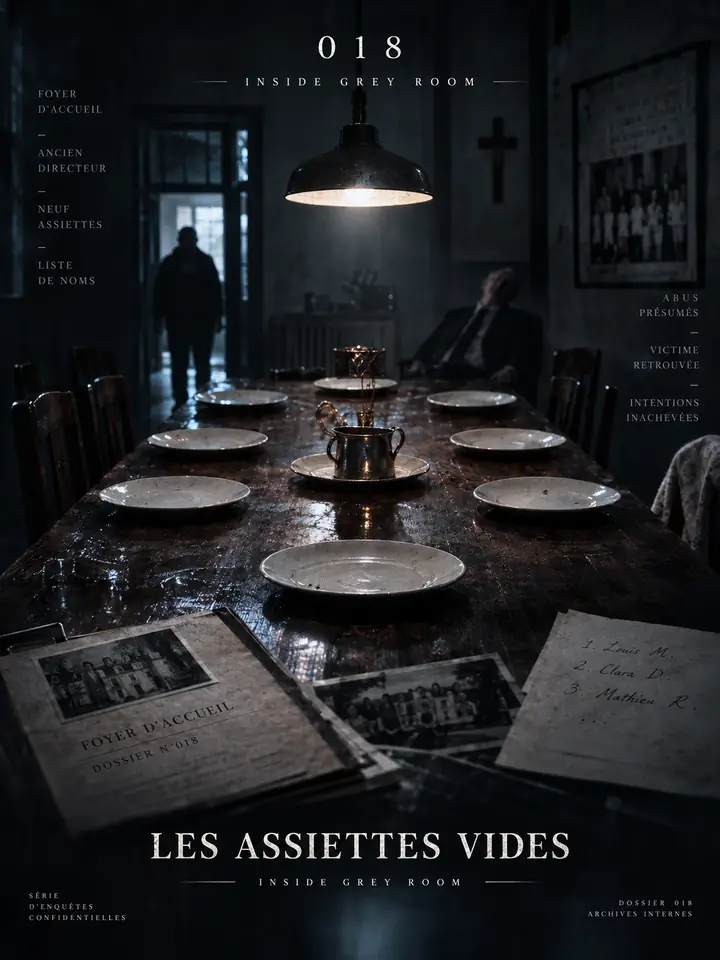 018
INSIDE GREY ROOM
FOYER
D'ACCUEIL
–
ANCIEN
DIRECTEUR
–
NEUF
ASSIETTES
–
LISTE
DE NOMS
ABUS
PRÉSUMÉS
–
VICTIME
RETROUVÉE
–
INTENTIONS
INACHEVÉES
FOYER D'ACCUEIL
DOSSIER N°018
1. Louis M.
2. Clara D.
3. Mathieu R.
...
LES ASSIETTES VIDES
INSIDE GREY ROOM
SÉRIE
D'ENQUÊTES
CONFIDENTIELLES
DOSSIER 018
ARCHIVES INTERNES